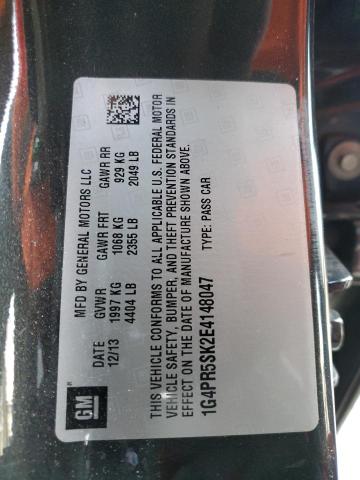 MFD BY GENERAL MOTORS LLC
DATE GVWR GAWR FRT GAWR RR
12/13 1997 KG 1068 KG 929 KG
4404 LB 2355 LB 2049 LB
THIS VEHICLE CONFORMS TO ALL APPLICABLE U.S. FEDERAL MOTOR
VEHICLE SAFETY, BUMPER, AND THEFT PREVENTION STANDARDS IN
EFFECT ON THE DATE OF MANUFACTURE SHOWN ABOVE.
1G4PR5SK2E4148047 TYPE: PASS CAR
GM